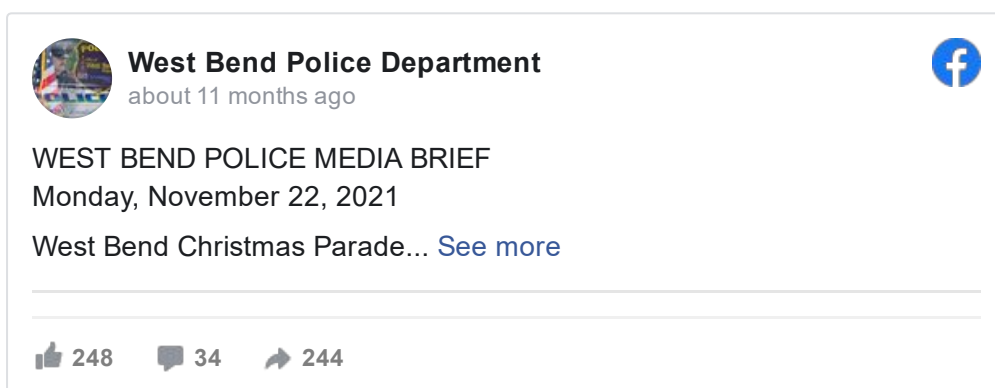 West Bend Police Department
about 11 months ago
WEST BEND POLICE MEDIA BRIEF
Monday, November 22, 2021
West Bend Christmas Parade... See more
248 34 244